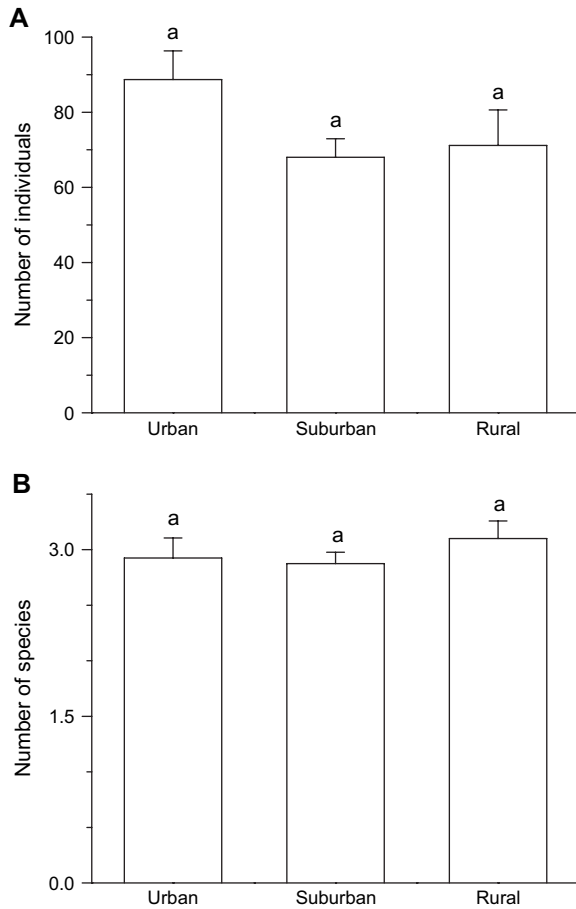 A
Number of individuals
100
80
60
40
20
0
a
a
a
Urban
Suburban
Rural
B
Number of species
3.0
1.5
0.0
a
a
a
Urban
Suburban
Rural